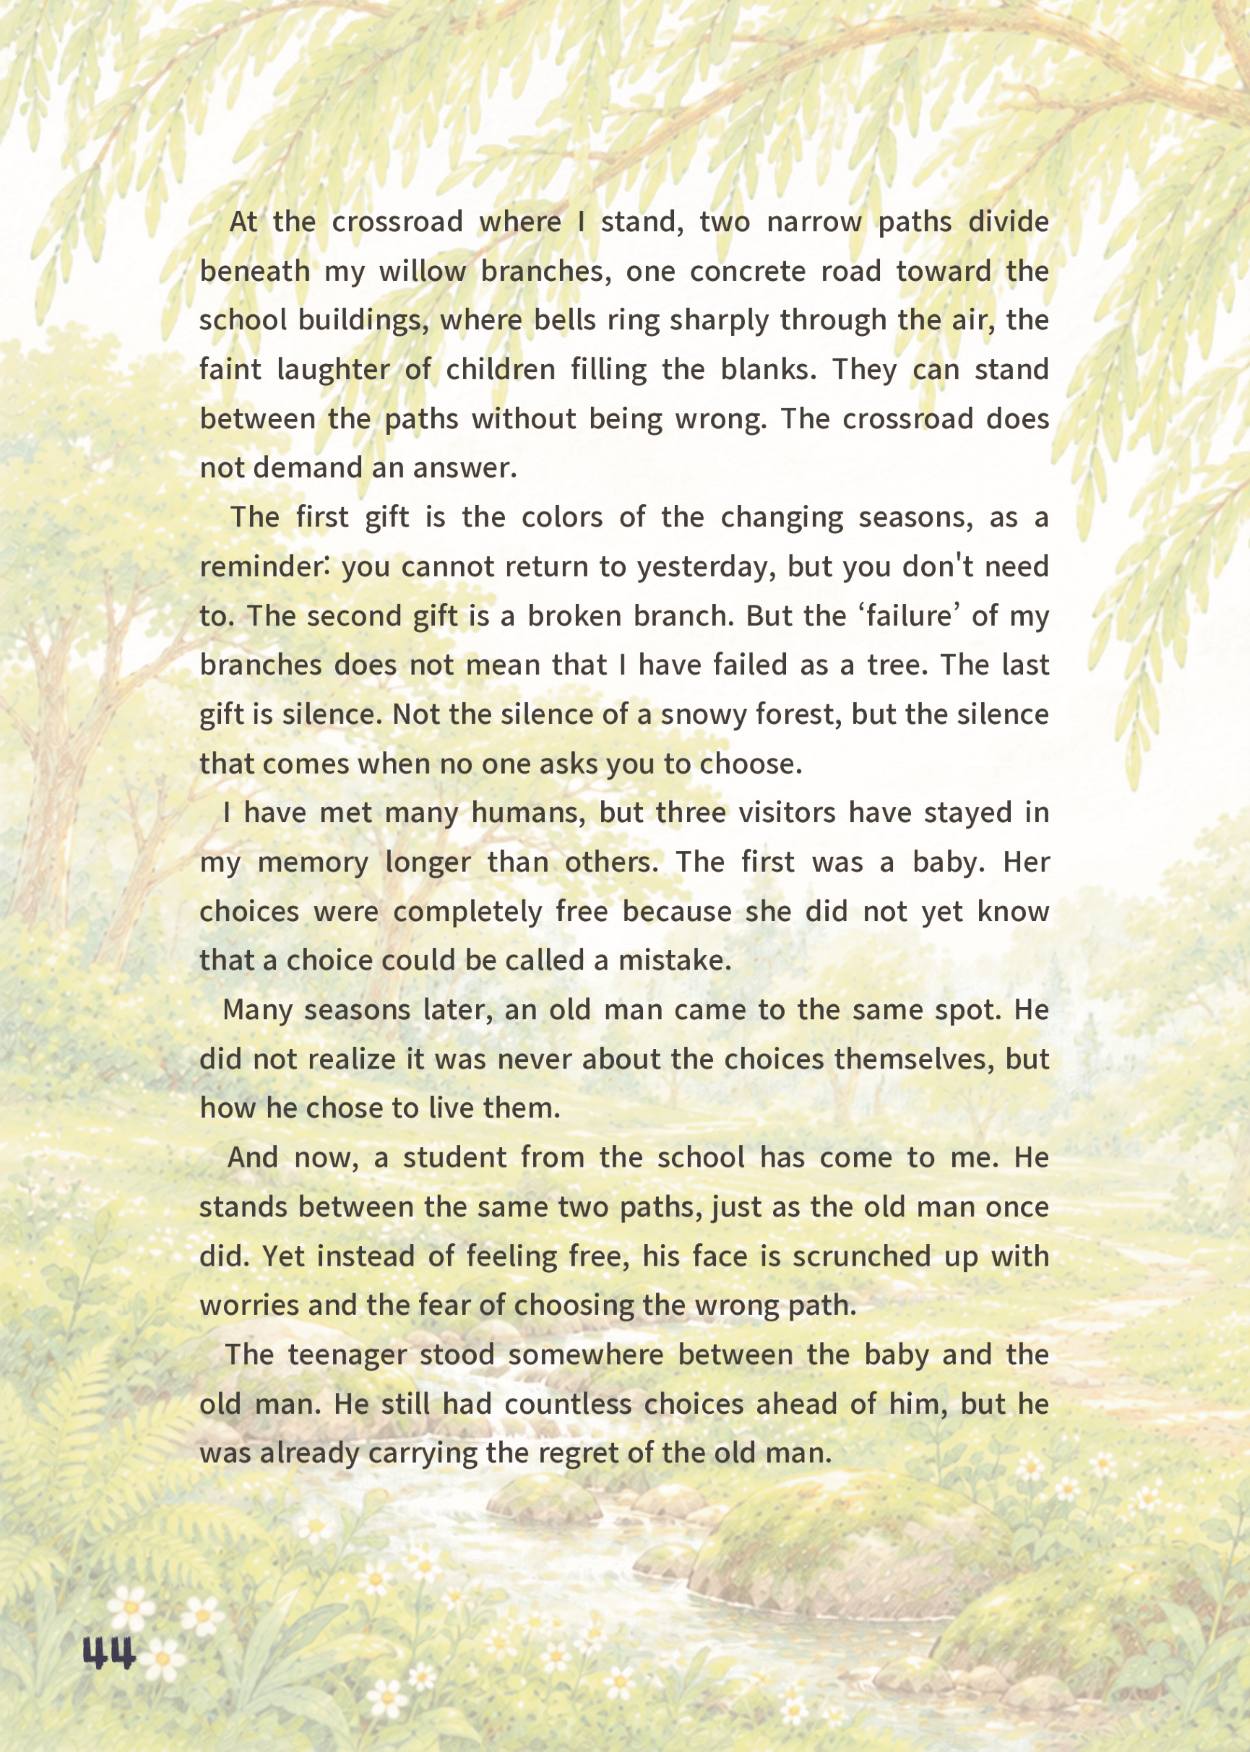 At the crossroad where I stand, two narrow paths divide
beneath my willow branches, one concrete road toward the
school buildings, where bells ring sharply through the air, the
faint laughter of children filling the blanks. They can stand
between the paths without being wrong. The crossroad does
not demand an answer.
The first gift is the colors of the changing seasons, as a
reminder: you cannot return to yesterday, but you don't need
to. The second gift is a broken branch. But the ‘failure’ of my
branches does not mean that I have failed as a tree. The last
gift is silence. Not the silence of a snowy forest, but the silence
that comes when no one asks you to choose.
I have met many humans, but three visitors have stayed in
my memory longer than others. The first was a baby. Her
choices were completely free because she did not yet know
that a choice could be called a mistake.
Many seasons later, an old man came to the same spot. He
did not realize it was never about the choices themselves, but
how he chose to live them.
And now, a student from the school has come to me. He
stands between the same two paths, just as the old man once
did. Yet instead of feeling free, his face is scrunched up with
worries and the fear of choosing the wrong path.
The teenager stood somewhere between the baby and the
old man. He still had countless choices ahead of him, but he
was already carrying the regret of the old man.
44